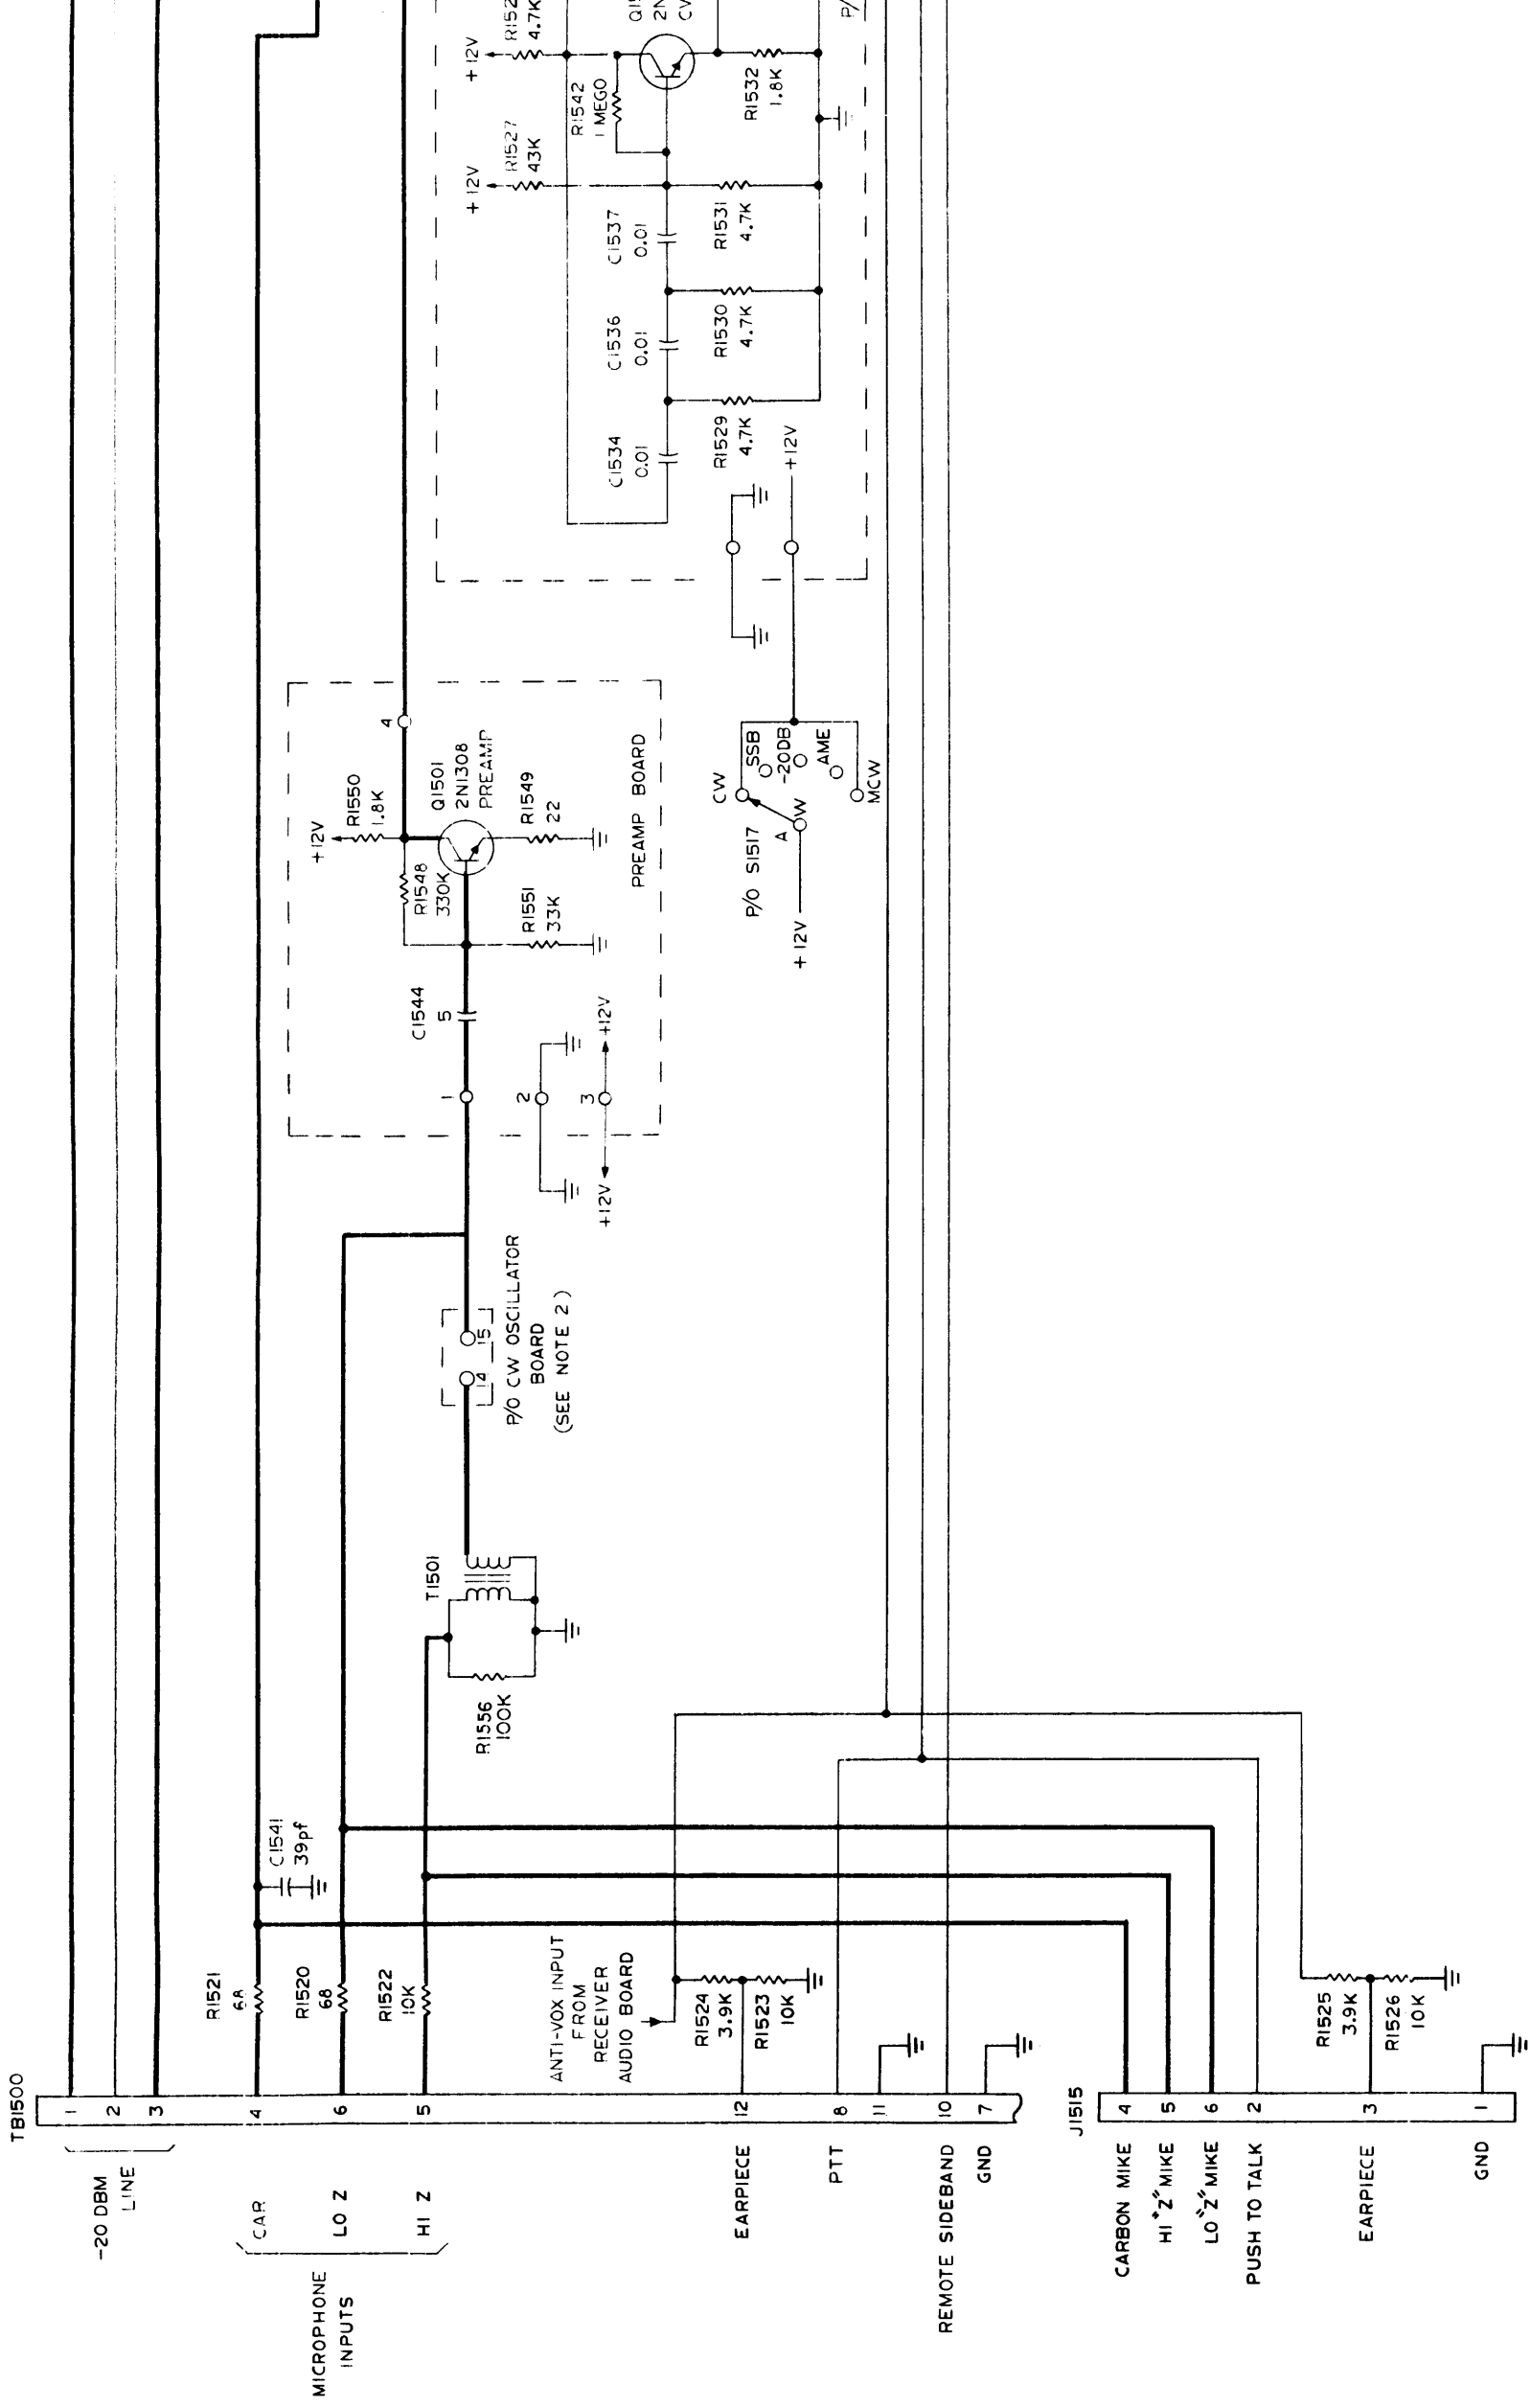 TB1500
-20 DBM
LINE
1
2
3
MICROPHONE
INPUTS
CAR
4
LO Z
6
HI Z
5
EARPIECE
12
PTT
8
11
REMOTE SIDEBAND
10
GND
7
J1515
CARBON MIKE
4
HI "Z" MIKE
5
LO "Z" MIKE
6
PUSH TO TALK
2
EARPIECE
3
GND
1
R1521
68
R1520
68
R1522
10K
C1541
39pf
ANTI-VOX INPUT
FROM
RECEIVER
AUDIO BOARD
R1524
3.9K
R1523
10K
R1525
3.9K
R1526
10K
R1556
100K
T1501
14
15
P/O CW OSCILLATOR
BOARD
(SEE NOTE 2)
1
2
3
+12V
+12V
C1544
5
R1548
330K
R1551
33K
+12V
R1550
1.8K
Q1501
2N1308
PREAMP
R1549
22
4
PREAMP BOARD
P/O S1517
+12V
A
W
CW
SSB
-20DB
AME
MCW
+12V
C1534
0.01
R1529
4.7K
C1536
0.01
R1530
4.7K
C1537
0.01
R1531
4.7K
+12V
R1527
43K
R1542
1 MEGO
+12V
R152
4.7K
Q15
2N
CV
R1532
1.8K
P/